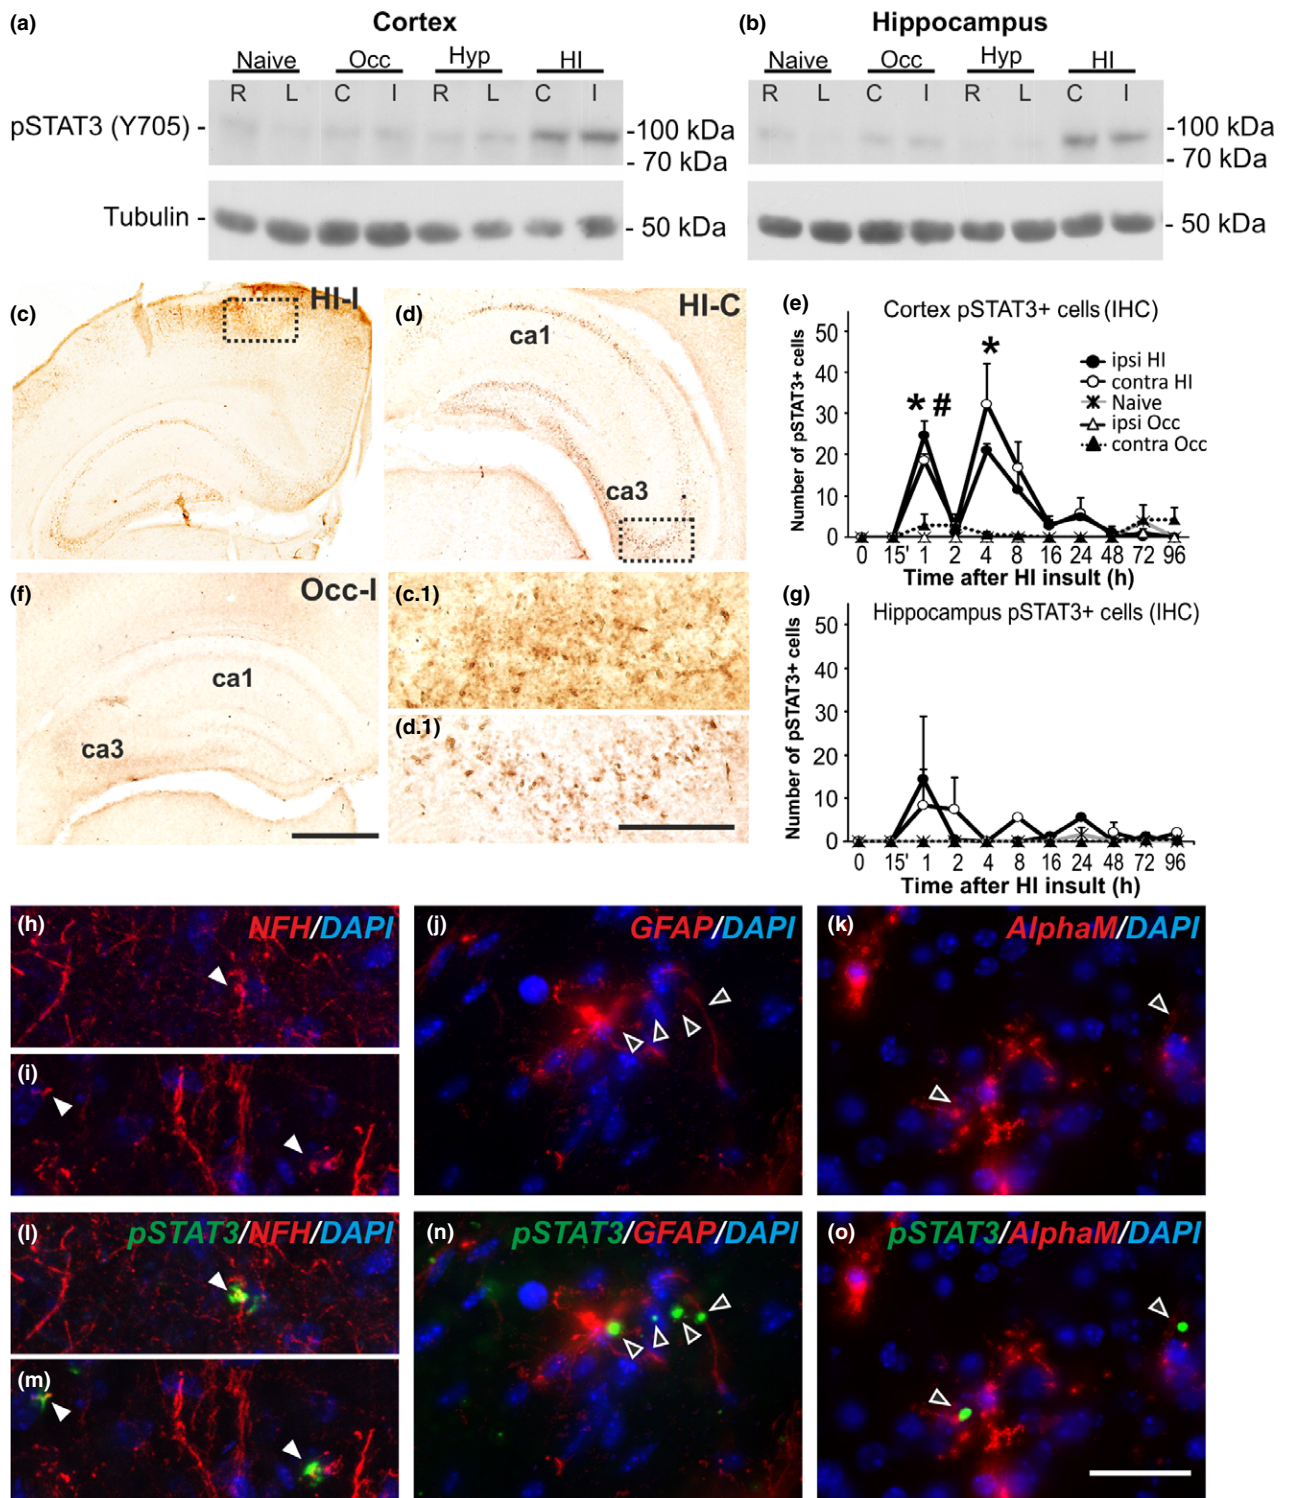 (a) Cortex (b) Hippocampus
Naive Occ Hyp HI Naive Occ Hyp HI
R L C I R L C I R L C I R L C I
pSTAT3 (Y705) - -100 kDa -100 kDa
- 70 kDa - 70 kDa
Tubulin - - 50 kDa - 50 kDa
(c) HI-I
(d) HI-C
ca1
ca3
(e) Cortex pSTAT3+ cells (IHC)
Number of pSTAT3+ cells
50
40
30
20
10
0
*#
*
ipsi HI
contra HI
Naive
ipsi Occ
contra Occ
0 15' 1 2 4 8 16 24 48 72 96
Time after HI insult (h)
(f) Occ-I
ca1
ca3
(c.1)
(d.1)
(g) Hippocampus pSTAT3+ cells (IHC)
Number of pSTAT3+ cells
50
40
30
20
10
0
0 15' 1 2 4 8 16 24 48 72 96
Time after HI insult (h)
(h) NFH/DAPI
(j) GFAP/DAPI
(k) AlphaM/DAPI
(i)
(l) pSTAT3/NFH/DAPI
(n) pSTAT3/GFAP/DAPI
(o) pSTAT3/AlphaM/DAPI
(m)